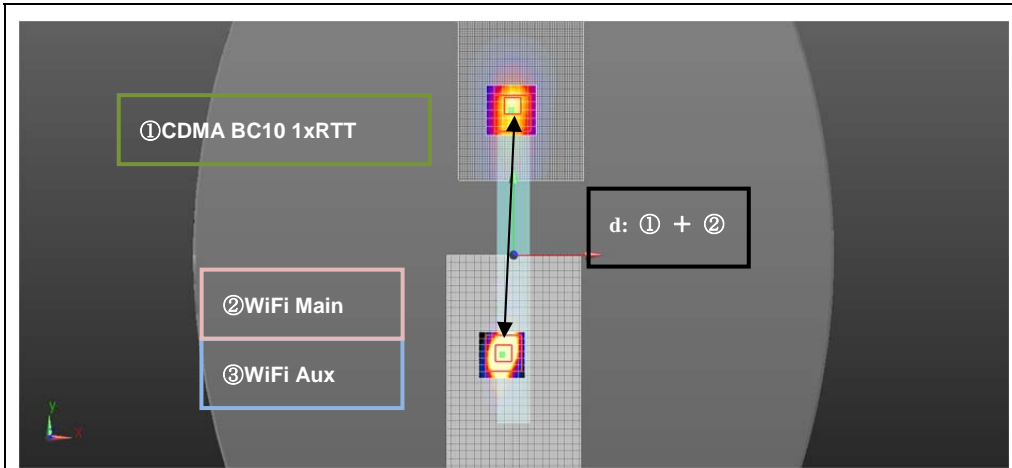 ①CDMA BC10 1xRTT
d: ① + ②
②WiFi Main
③WiFi Aux
y
X